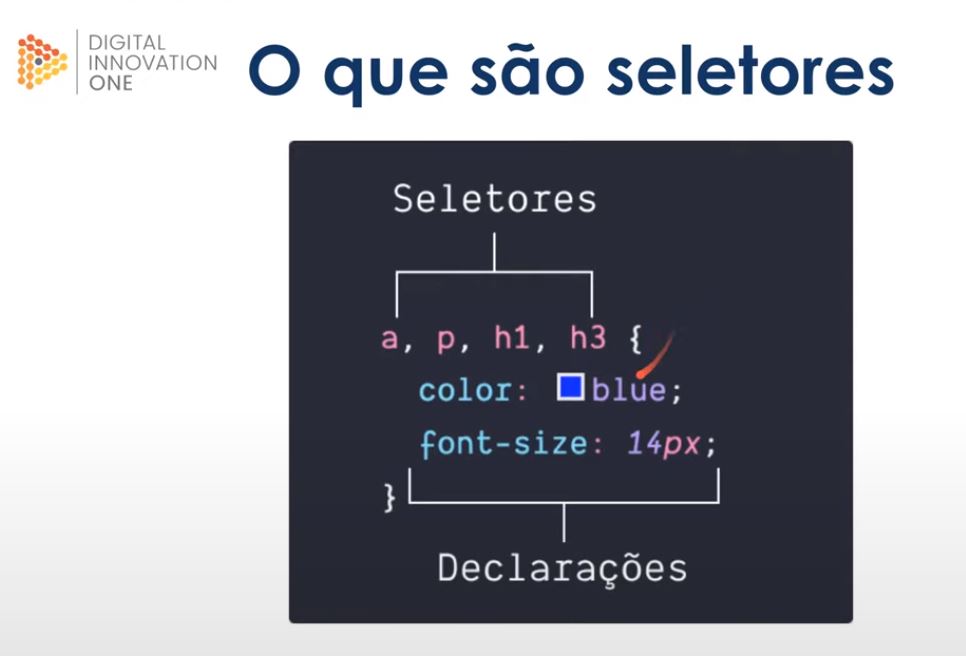 DIGITAL
INNOVATION
ONE
O que são seletores
Seletores
a, p, h1, h3 {
color: blue;
font-size: 14px;
}
Declarações